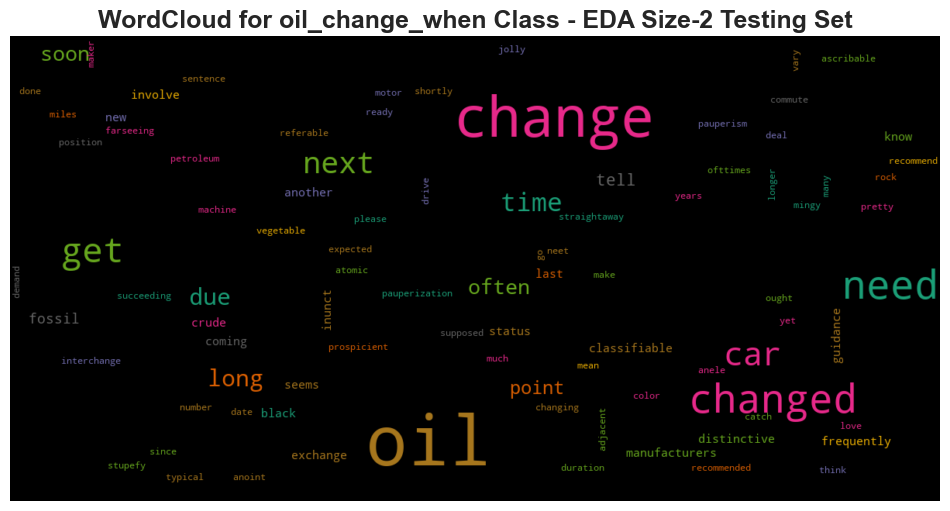 WordCloud for oil_change_when Class - EDA Size-2 Testing Set
soon
maker
jolly
vary
ascribable
done
sentence
involve
motor
shortly
commute
miles
new
farseeing
ready
change
pauperism
deal
know
position
referable
next
petroleum
tell
ofttimes
recommend
rock
another
drive
longer
many
years
machine
time
mingy
pretty
please
straightaway
vegetable
get
expected
go
neet
atomic
last
make
need
demand
succeeding
due
inunct
pauperization
often
ought
fossil
crude
coming
supposed
status
yet
guidance
interchange
prospicient
classifiable
much
mean
car
anele
long
seems
point
color
changed
number
date
black
changing
adjacent
catch
love
since
oil
distinctive
frequently
stupefy
exchange
manufacturers
typical
anoint
duration
recommended
think